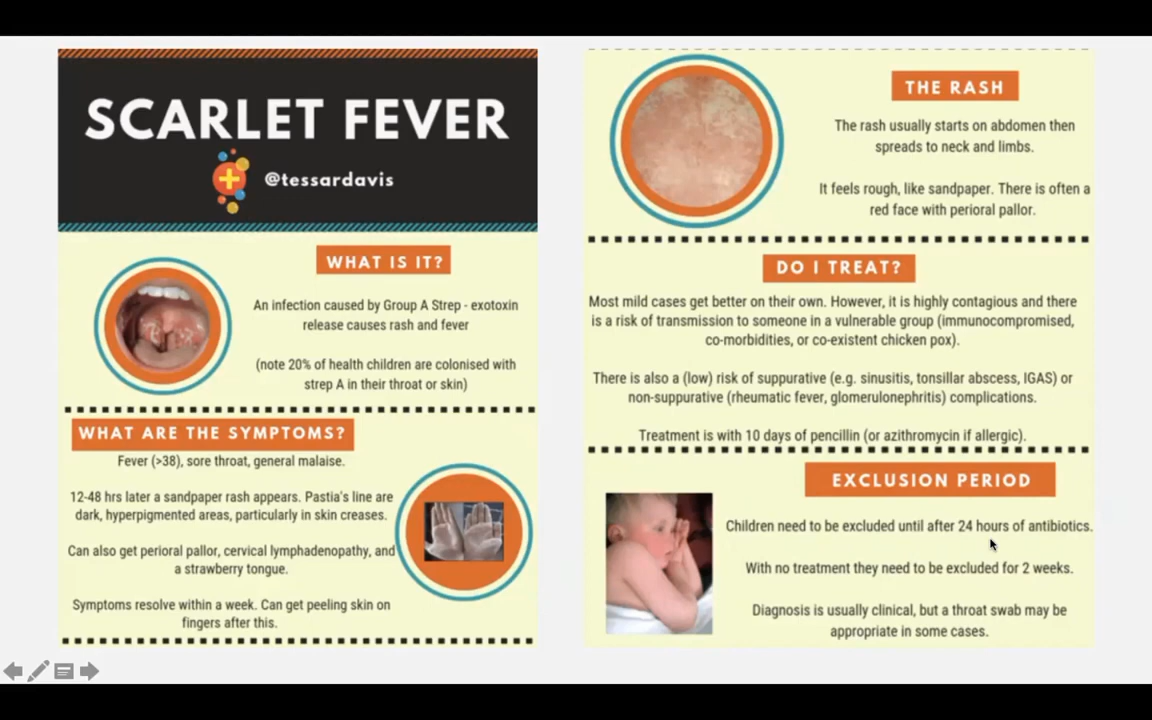 SCARLET FEVER
@tessardavis
WHAT IS IT?
An infection caused by Group A Strep - exotoxin
release causes rash and fever
(note 20% of health children are colonised with
strep A in their throat or skin)
WHAT ARE THE SYMPTOMS?
Fever (>38), sore throat, general malaise.
12-48 hrs later a sandpaper rash appears. Pastia's line are
dark, hyperpigmented areas, particularly in skin creases.
Can also get perioral pallor, cervical lymphadenopathy, and
a strawberry tongue.
Symptoms resolve within a week. Can get peeling skin on
fingers after this.
THE RASH
The rash usually starts on abdomen then
spreads to neck and limbs.
It feels rough, like sandpaper. There is often a
red face with perioral pallor.
DO I TREAT?
Most mild cases get better on their own. However, it is highly contagious and there
is a risk of transmission to someone in a vulnerable group (immunocompromised,
co-morbidities, or co-existent chicken pox).
There is also a (low) risk of suppurative (e.g. sinusitis, tonsillar abscess, IGAS) or
non-suppurative (rheumatic fever, glomerulonephritis) complications.
Treatment is with 10 days of pencillin (or azithromycin if allergic).
EXCLUSION PERIOD
Children need to be excluded until after 24 hours of antibiotics.
With no treatment they need to be excluded for 2 weeks.
Diagnosis is usually clinical, but a throat swab may be
appropriate in some cases.